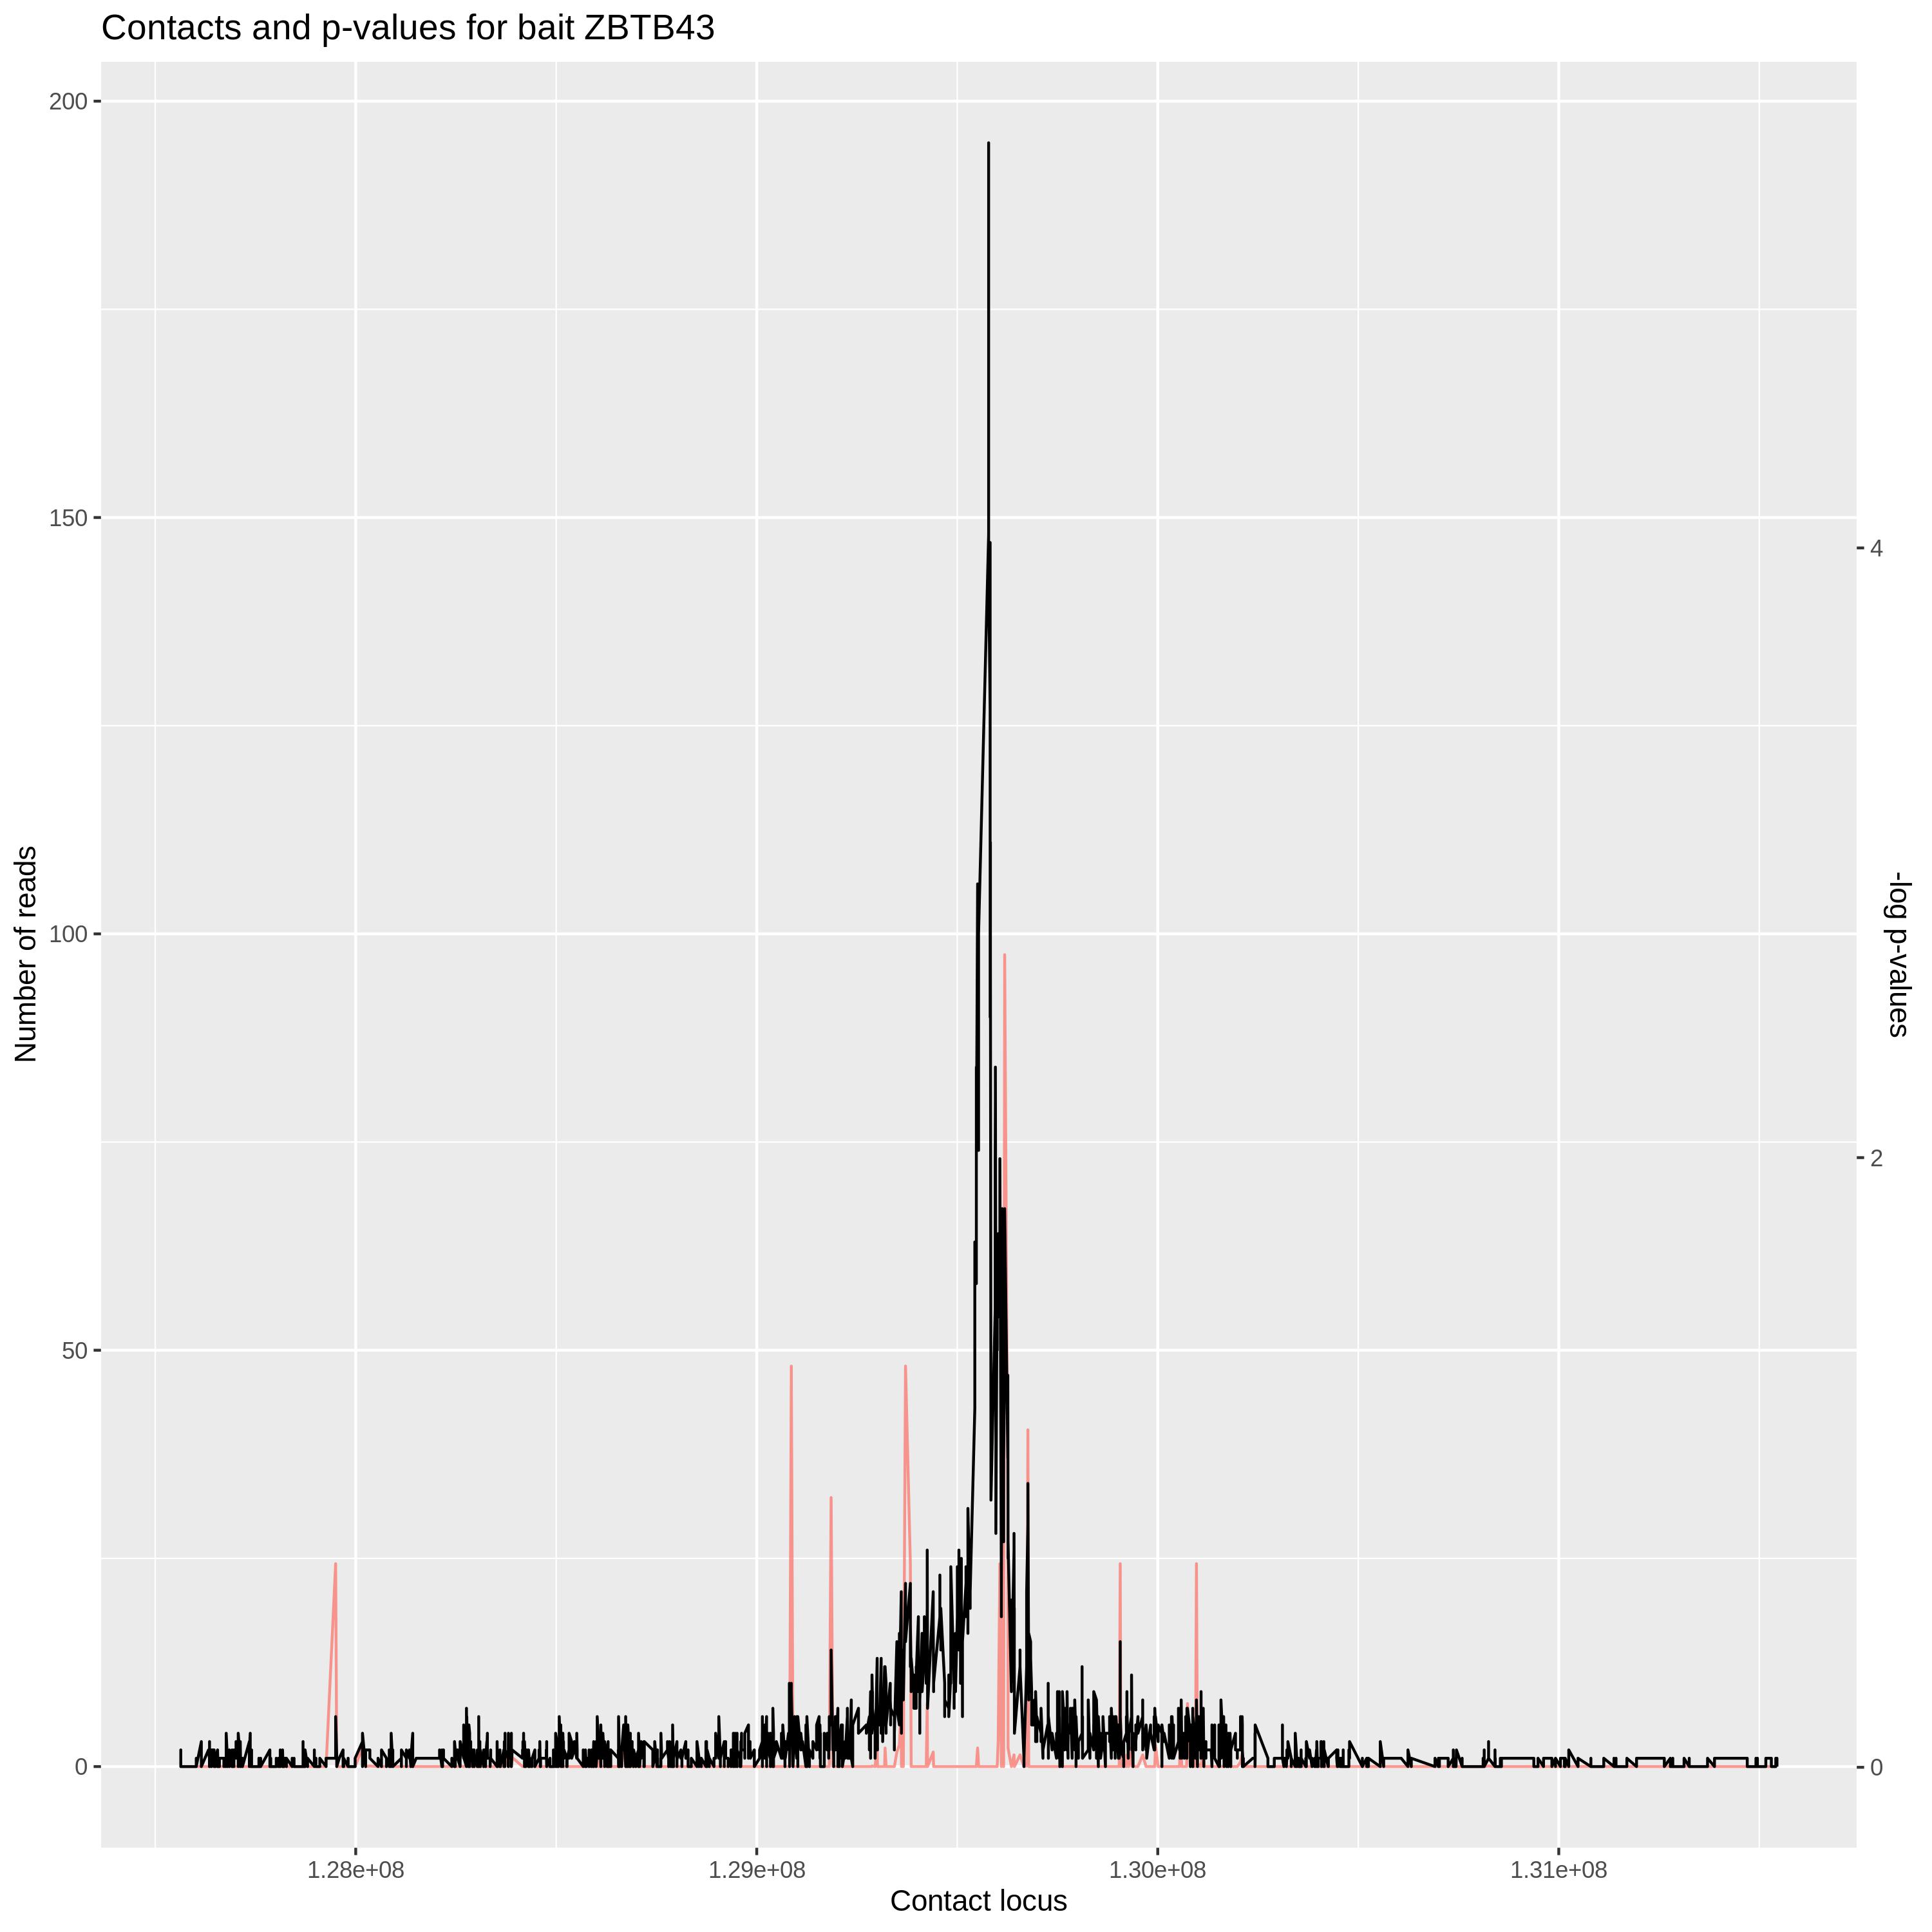 Contacts and p-values for bait ZBTB43
200
150
100
50
0
Number of reads
4
2
0
-log p-values
1.28e+08
1.29e+08
1.30e+08
1.31e+08
Contact locus